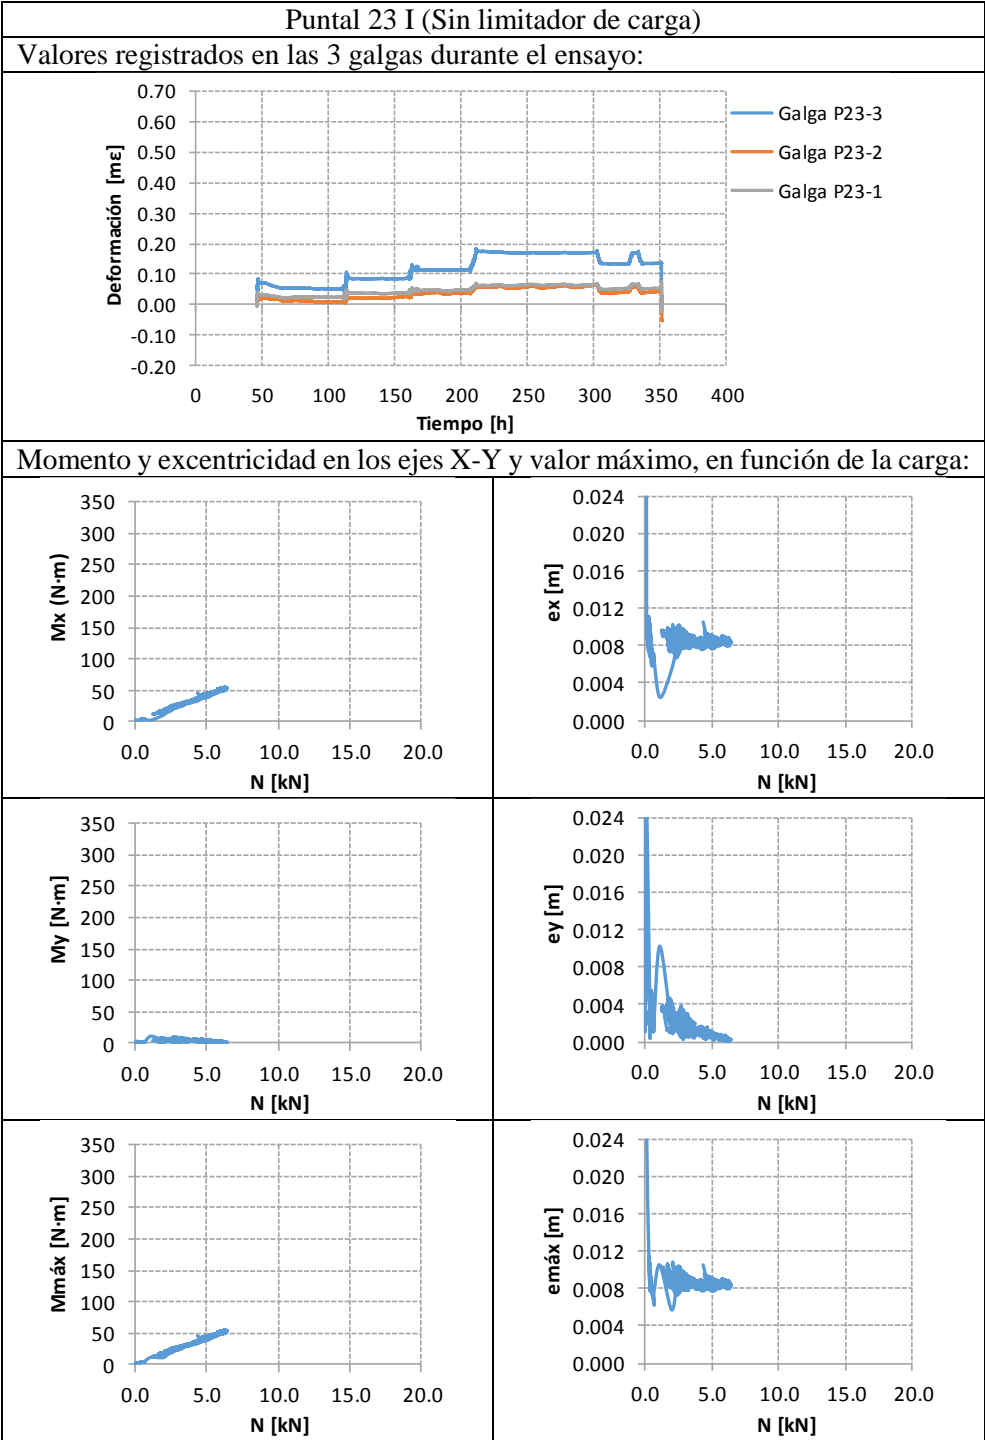 Puntal 23 I (Sin limitador de carga)
Valores registrados en las 3 galgas durante el ensayo:
0.70
0.60
0.50
0.40
0.30
0.20
0.10
0.00
-0.10
-0.20
Deformación [mε]
0 50 100 150 200 250 300 350 400
Tiempo [h]
Galga P23-3
Galga P23-2
Galga P23-1
Momento y excentricidad en los ejes X-Y y valor máximo, en función de la carga:
350
300
250
200
150
100
50
0
Mx (N·m)
0.0 5.0 10.0 15.0 20.0
N [kN]
0.024
0.020
0.016
0.012
0.008
0.004
0.000
ex [m]
0.0 5.0 10.0 15.0 20.0
N [kN]
350
300
250
200
150
100
50
0
My [N·m]
0.0 5.0 10.0 15.0 20.0
N [kN]
0.024
0.020
0.016
0.012
0.008
0.004
0.000
ey [m]
0.0 5.0 10.0 15.0 20.0
N [kN]
350
300
250
200
150
100
50
0
Mmáx [N·m]
0.0 5.0 10.0 15.0 20.0
N [kN]
0.024
0.020
0.016
0.012
0.008
0.004
0.000
emáx [m]
0.0 5.0 10.0 15.0 20.0
N [kN]